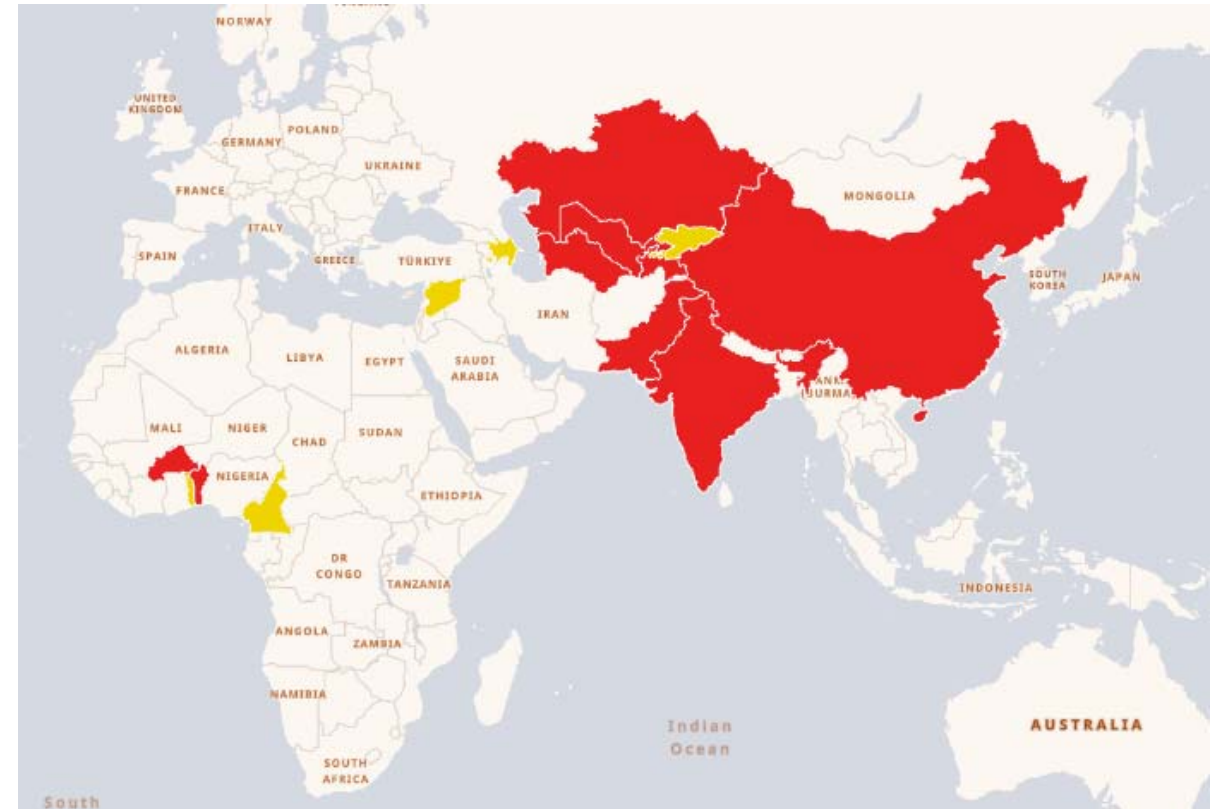 NORWAY
UNITED
KINGDOM
POLAND
GERMANY
UKRAINE
FRANCE
MONGOLIA
ITALY
SPAIN
GREECE
TÜRKIYE
SOUTH
KOREA
JAPAN
IRAN
ALGERIA
LIBYA
EGYPT
SAUDI
ARABIA
MALI
NIGER
CHAD
SUDAN
NIGERIA
ETHIOPIA
DR
CONGO
TANZANIA
INDONESIA
ANGOLA
ZAMBIA
NAMIBIA
Indian
Ocean
AUSTRALIA
SOUTH
AFRICA
South